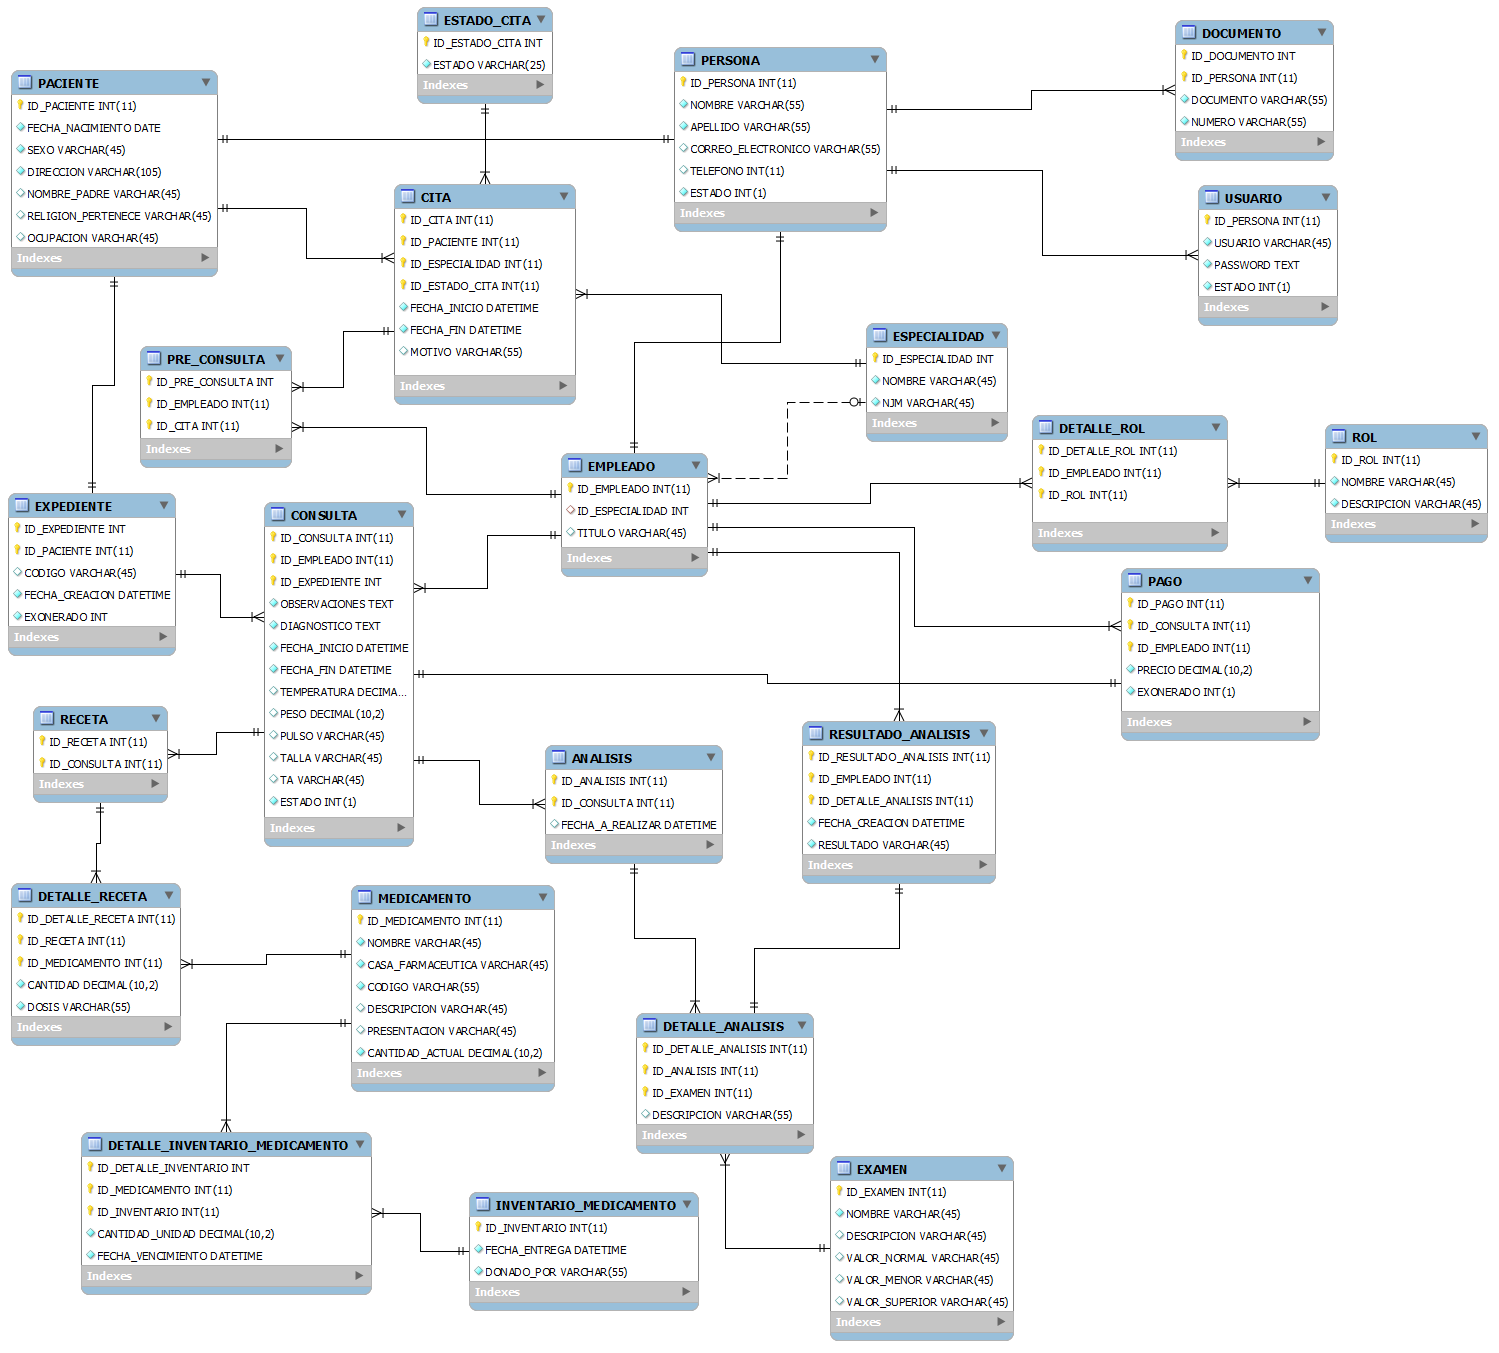 ESTADO_CITA
ID_ESTADO_CITA INT
ESTADO VARCHAR(25)
Indexes
DOCUMENTO
ID_DOCUMENTO INT
ID_PERSONA INT(11)
DOCUMENTO VARCHAR(55)
NUMERO VARCHAR(55)
Indexes
PERSONA
ID_PERSONA INT(11)
NOMBRE VARCHAR(55)
APELLIDO VARCHAR(55)
CORREO_ELECTRONICO VARCHAR(55)
TELEFONO INT(11)
ESTADO INT(1)
Indexes
PACIENTE
ID_PACIENTE INT(11)
FECHA_NACIMIENTO DATE
SEXO VARCHAR(45)
DIRECCION VARCHAR(105)
NOMBRE_PADRE VARCHAR(45)
RELIGION_PERTENECE VARCHAR(45)
OCUPACION VARCHAR(45)
Indexes
CITA
ID_CITA INT(11)
ID_PACIENTE INT(11)
ID_ESPECIALIDAD INT(11)
ID_ESTADO_CITA INT(11)
FECHA_INICIO DATETIME
FECHA_FIN DATETIME
MOTIVO VARCHAR(55)
Indexes
USUARIO
ID_PERSONA INT(11)
USUARIO VARCHAR(45)
PASSWORD TEXT
ESTADO INT(1)
Indexes
ESPECIALIDAD
ID_ESPECIALIDAD INT
NOMBRE VARCHAR(45)
NJM VARCHAR(45)
Indexes
PRE_CONSULTA
ID_PRE_CONSULTA INT
ID_EMPLEADO INT(11)
ID_CITA INT(11)
Indexes
DETALLE_ROL
ID_DETALLE_ROL INT(11)
ID_EMPLEADO INT(11)
ID_ROL INT(11)
Indexes
ROL
ID_ROL INT(11)
NOMBRE VARCHAR(45)
DESCRIPCION VARCHAR(45)
Indexes
EMPLEADO
ID_EMPLEADO INT(11)
ID_ESPECIALIDAD INT
TITULO VARCHAR(45)
Indexes
EXPEDIENTE
ID_EXPEDIENTE INT
ID_PACIENTE INT(11)
CODIGO VARCHAR(45)
FECHA_CREACION DATETIME
EXONERADO INT
Indexes
CONSULTA
ID_CONSULTA INT(11)
ID_EMPLEADO INT(11)
ID_EXPEDIENTE INT
OBSERVACIONES TEXT
DIAGNOSTICO TEXT
FECHA_INICIO DATETIME
FECHA_FIN DATETIME
TEMPERATURA DECIMA...
PESO DECIMAL(10,2)
PULSO VARCHAR(45)
TALLA VARCHAR(45)
TA VARCHAR(45)
ESTADO INT(1)
Indexes
PAGO
ID_PAGO INT(11)
ID_CONSULTA INT(11)
ID_EMPLEADO INT(11)
PRECIO DECIMAL(10,2)
EXONERADO INT(1)
Indexes
RECETA
ID_RECETA INT(11)
ID_CONSULTA INT(11)
Indexes
ANALISIS
ID_ANALISIS INT(11)
ID_CONSULTA INT(11)
FECHA_A_REALIZAR DATETIME
Indexes
RESULTADO_ANALISIS
ID_RESULTADO_ANALISIS INT(11)
ID_EMPLEADO INT(11)
ID_DETALLE_ANALISIS INT(11)
FECHA_CREACION DATETIME
RESULTADO VARCHAR(45)
Indexes
DETALLE_RECETA
ID_DETALLE_RECETA INT(11)
ID_RECETA INT(11)
ID_MEDICAMENTO INT(11)
CANTIDAD DECIMAL(10,2)
DOSIS VARCHAR(55)
Indexes
MEDICAMENTO
ID_MEDICAMENTO INT(11)
NOMBRE VARCHAR(45)
CASA_FARMACEUTICA VARCHAR(45)
CODIGO VARCHAR(55)
DESCRIPCION VARCHAR(45)
PRESENTACION VARCHAR(45)
CANTIDAD_ACTUAL DECIMAL(10,2)
Indexes
DETALLE_ANALISIS
ID_DETALLE_ANALISIS INT(11)
ID_ANALISIS INT(11)
ID_EXAMEN INT(11)
DESCRIPCION VARCHAR(55)
Indexes
DETALLE_INVENTARIO_MEDICAMENTO
ID_DETALLE_INVENTARIO INT
ID_MEDICAMENTO INT(11)
ID_INVENTARIO INT(11)
CANTIDAD_UNIDAD DECIMAL(10,2)
FECHA_VENCIMIENTO DATETIME
Indexes
INVENTARIO_MEDICAMENTO
ID_INVENTARIO INT(11)
FECHA_ENTREGA DATETIME
DONADO_POR VARCHAR(55)
Indexes
EXAMEN
ID_EXAMEN INT(11)
NOMBRE VARCHAR(45)
DESCRIPCION VARCHAR(45)
VALOR_NORMAL VARCHAR(45)
VALOR_MENOR VARCHAR(45)
VALOR_SUPERIOR VARCHAR(45)
Indexes